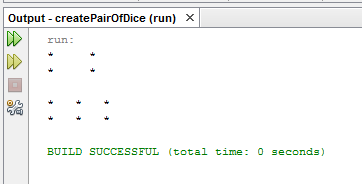 Output - createPairOfDice (run) ×
run:
*     *
*     *
*   *   *
*   *   *
BUILD SUCCESSFUL (total time: 0 seconds)